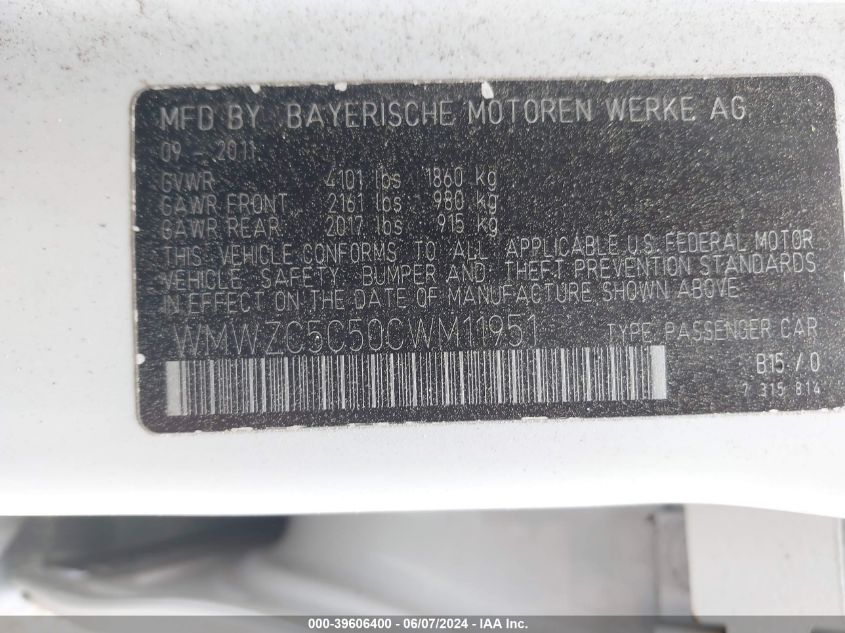 MFD BY BAYERISCHE MOTOREN WERKE AG
09 - 2011
GVWR 4101 lbs 1860 kg
GAWR FRONT 2161 lbs 980 kg
GAWR REAR 2017 lbs 915 kg
THIS VEHICLE CONFORMS TO ALL APPLICABLE U.S. FEDERAL MOTOR
VEHICLE SAFETY, BUMPER AND THEFT PREVENTION STANDARDS
IN EFFECT ON THE DATE OF MANUFACTURE SHOWN ABOVE.
WMWZC5C50CWM11951 TYPE PASSENGER CAR
B15 / 0
7 315 814
000-39606400 - 06/07/2024 - IAA Inc.